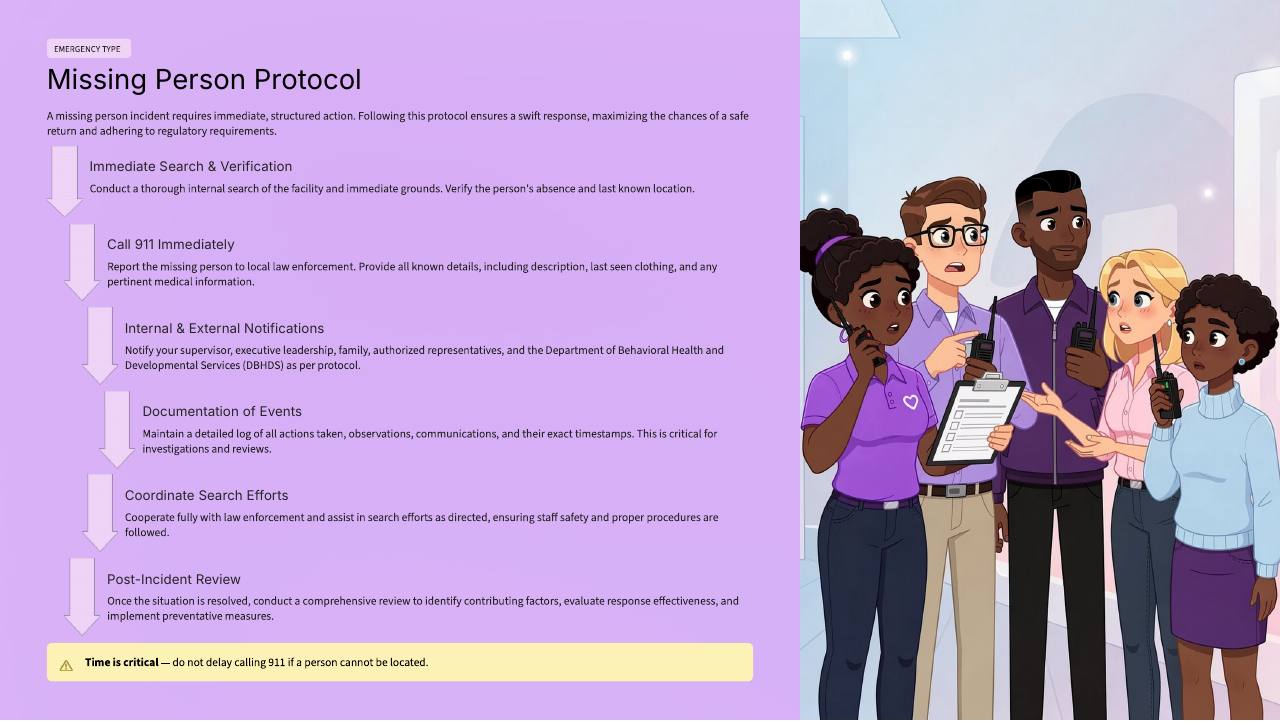 EMERGENCY TYPE
Missing Person Protocol
A missing person incident requires immediate, structured action. Following this protocol ensures a swift response, maximizing the chances of a safe
return and adhering to regulatory requirements.
Immediate Search & Verification
Conduct a thorough internal search of the facility and immediate grounds. Verify the person's absence and last known location.
Call 911 Immediately
Report the missing person to local law enforcement. Provide all known details, including description, last seen clothing, and any
pertinent medical information.
Internal & External Notifications
Notify your supervisor, executive leadership, family, authorized representatives, and the Department of Behavioral Health and
Developmental Services (DBHDS) as per protocol.
Documentation of Events
Maintain a detailed all actions taken, observations, communications, and their exact timestamps. This is critical for
investigations and reviews.
Coordinate Search Efforts
Cooperate fully with law enforcement and assist in search efforts as directed, ensuring staff safety and proper procedures are
followed.
Post-Incident Review
Once the situation is resolved, conduct a comprehensive review to identify contributing factors, evaluate response effectiveness, and
implement preventative measures.
Time is critical — do not delay calling 911 if a person cannot be located.